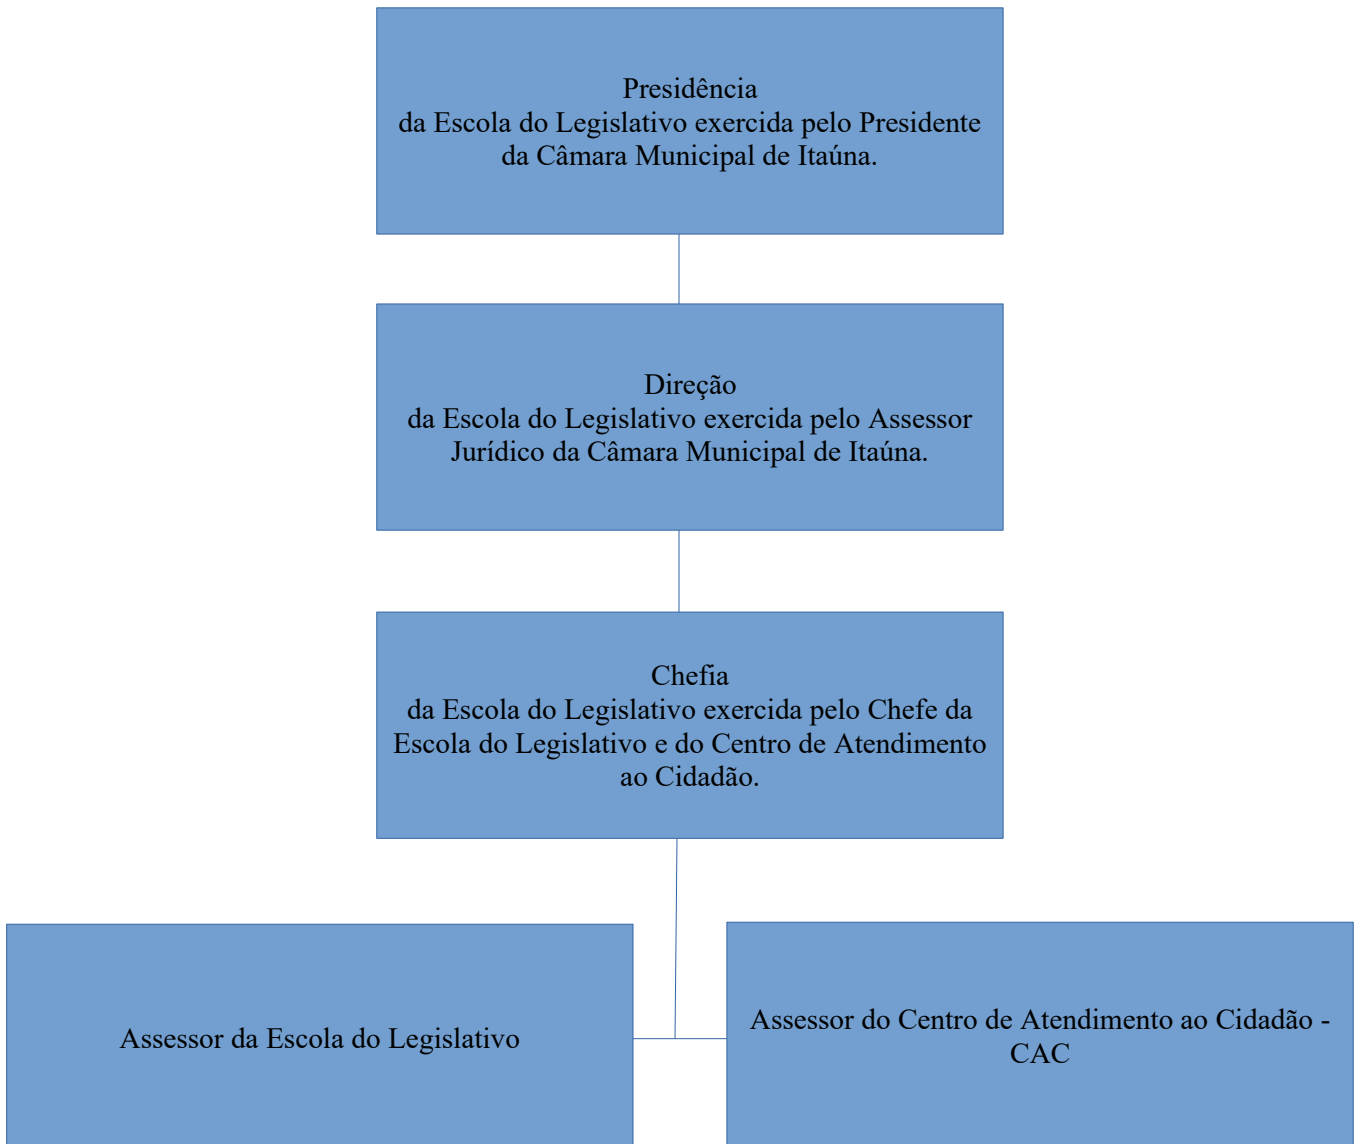 Presidência
da Escola do Legislativo exercida pelo Presidente
da Câmara Municipal de Itaúna.
Direção
da Escola do Legislativo exercida pelo Assessor
Jurídico da Câmara Municipal de Itaúna.
Chefia
da Escola do Legislativo exercida pelo Chefe da
Escola do Legislativo e do Centro de Atendimento
ao Cidadão.
Assessor da Escola do Legislativo
Assessor do Centro de Atendimento ao Cidadão -
CAC